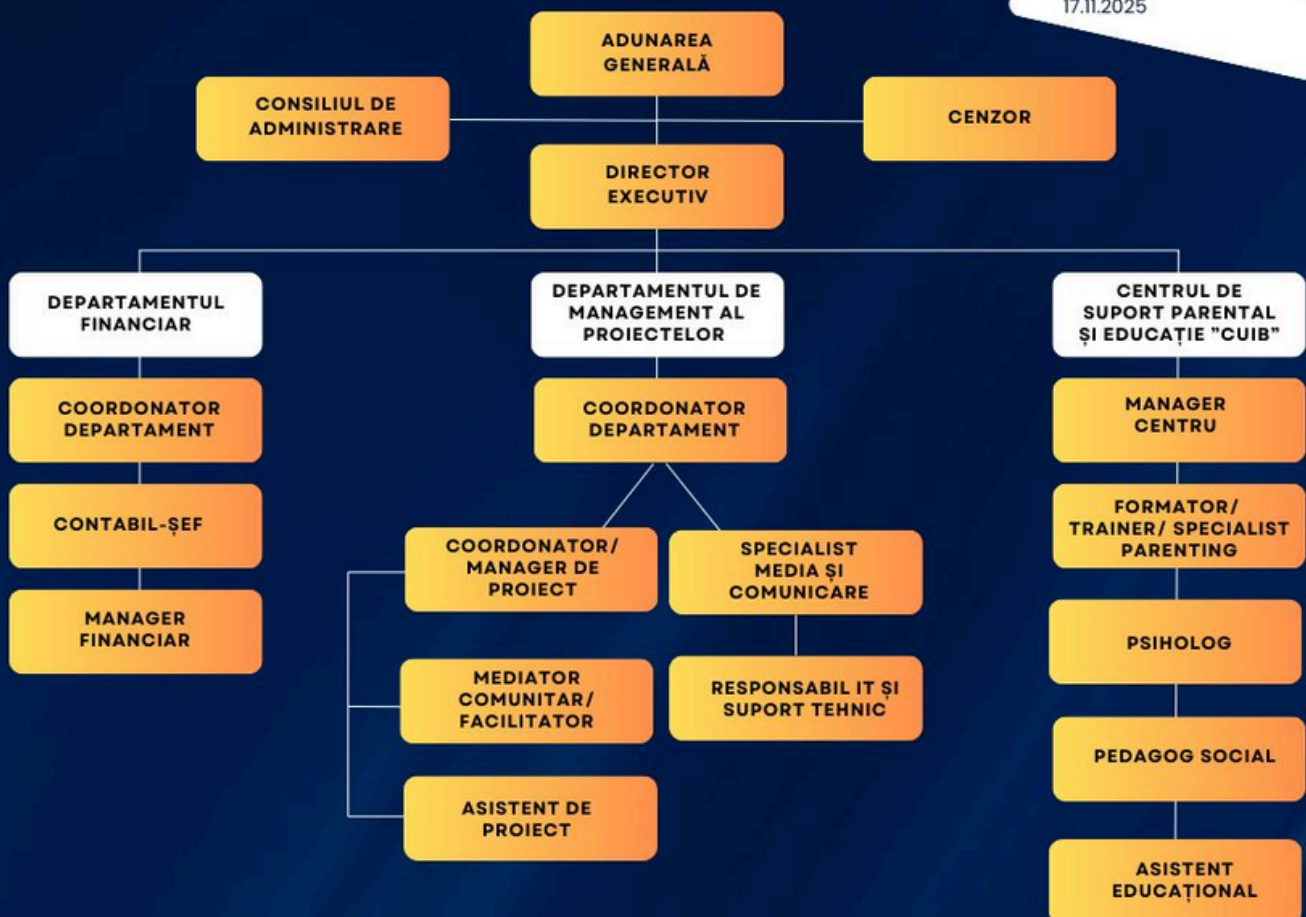 17.11.2025
ADUNAREA
GENERALĂ
CONSILIUL DE
ADMINISTRARE
CENZOR
DIRECTOR
EXECUTIV
DEPARTAMENTUL
FINANCIAR
DEPARTAMENTUL DE
MANAGEMENT AL
PROIECTELOR
CENTRUL DE
SUPORT PARENTAL
ȘI EDUCAȚIE ”CUIB”
COORDONATOR
DEPARTAMENT
COORDONATOR
DEPARTAMENT
MANAGER
CENTRU
CONTABIL-ȘEF
FORMATOR/
TRAINER/ SPECIALIST
PARENTING
COORDONATOR/
MANAGER DE
PROIECT
SPECIALIST
MEDIA ȘI
COMUNICARE
MANAGER
FINANCIAR
PSIHOLOG
MEDIATOR
COMUNITAR/
FACILITATOR
RESPONSABIL IT ȘI
SUPORT TEHNIC
PEDAGOG SOCIAL
ASISTENT DE
PROIECT
ASISTENT
EDUCAȚIONAL